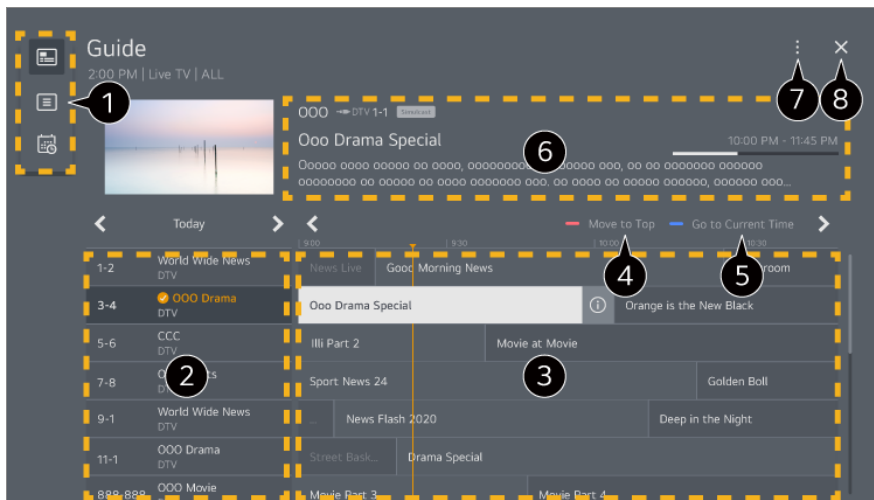 Guide
2:00 PM | Live TV | ALL
1
7
8
OOO DTV 1-1 Simulcast
Ooo Drama Special
6
10:00 PM - 11:45 PM
Ooooo oooo ooooo oo oooo,
Today
Move to Top
Go to Current Time
9:00
9:30
10:00
10:30
4
5
1-2 World Wide News
DTV
News Live
Good Morning News
3-4 OOO Drama
DTV
Ooo Drama Special
Orange is the New Black
5-6 CCC
DTV
Illi Part 2
Movie at Movie
2
3
7-8
Sport News 24
Golden Boll
9-1 World Wide News
DTV
... News Flash 2020
Deep in the Night
11-1 OOO Drama
DTV
Street Bask...
Drama Special
888-888 OOO Movie
Movie Part 3
Movie Part 4